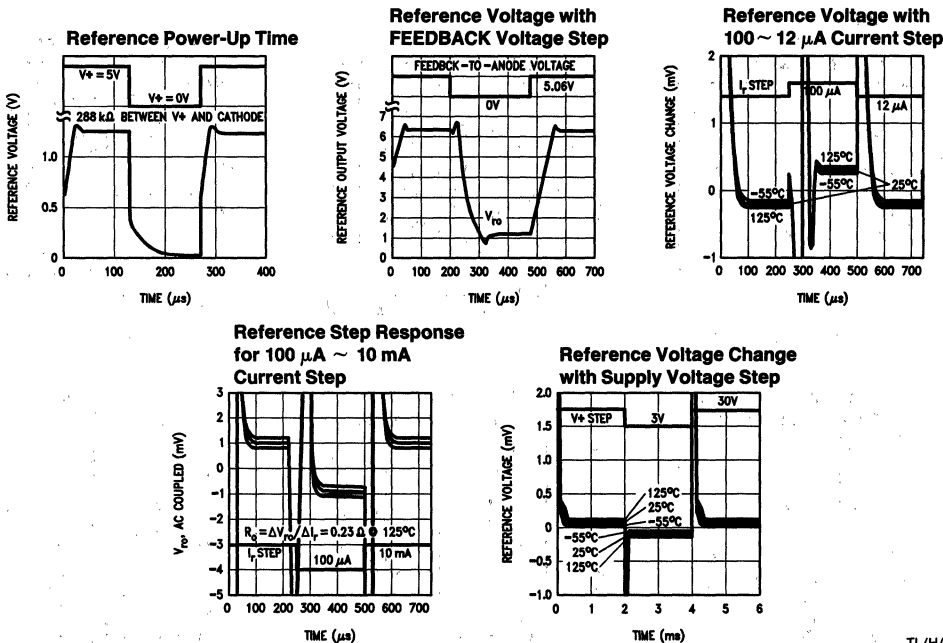 Reference Power-Up Time
REFERENCE VOLTAGE (V)
V+ = 5V
V+ = 0V
288 kΩ BETWEEN V+ AND CATHODE
1.0
0.5
0
0 100 200 300 400
TIME (μs)
Reference Voltage with
FEEDBACK Voltage Step
REFERENCE OUTPUT VOLTAGE (V)
FEEDBCK-TO-ANODE VOLTAGE
5.06V
0V
7
6
5
4
3
2
1
0
Vro
0 100 200 300 400 500 600 700
TIME (μs)
Reference Voltage with
100 ~ 12 μA Current Step
REFERENCE VOLTAGE CHANGE (mV)
2
1
0
-1
Ir STEP
100 μA
12 μA
125°C
-55°C
-55°C
25°C
125°C
0 100 200 300 400 500 600 700
TIME (μs)
Reference Step Response
for 100 μA ~ 10 mA
Current Step
Vro, AC COUPLED (mV)
3
2
1
0
-1
-2
-3
-4
-5
Ro = ΔVro/ΔIr = 0.23 Ω @ 125°C
Ir STEP
10 mA
100 μA
0 100 200 300 400 500 600 700
TIME (μs)
Reference Voltage Change
with Supply Voltage Step
REFERENCE VOLTAGE (mV)
2.0
1.5
1.0
0.5
0
-0.5
-1.0
30V
V+ STEP
3V
125°C
25°C
-55°C
-55°C
25°C
125°C
0 1 2 3 4 5 6
TIME (ms)
TL/H/